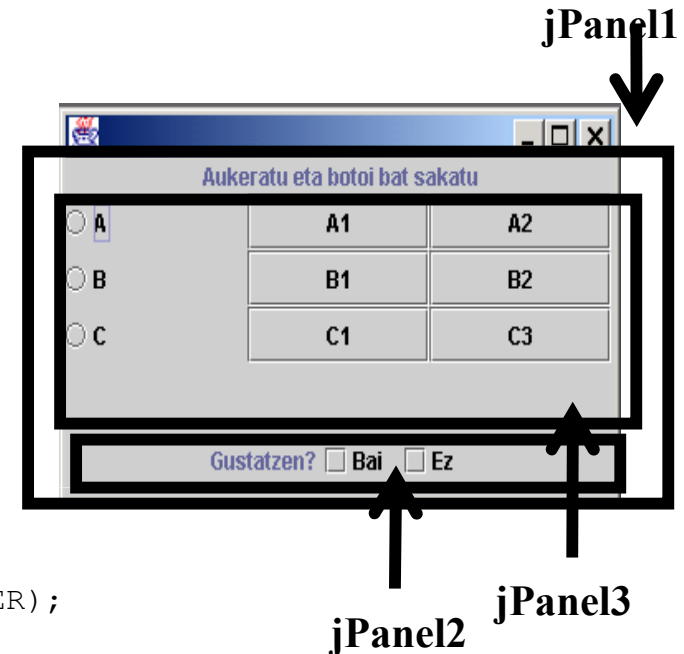 jPanel1
Aukeratu eta botoi bat sakatu
A A1 A2
B B1 B2
C C1 C3
Gustatzen? Bai Ez
ER);
jPanel3
jPanel2